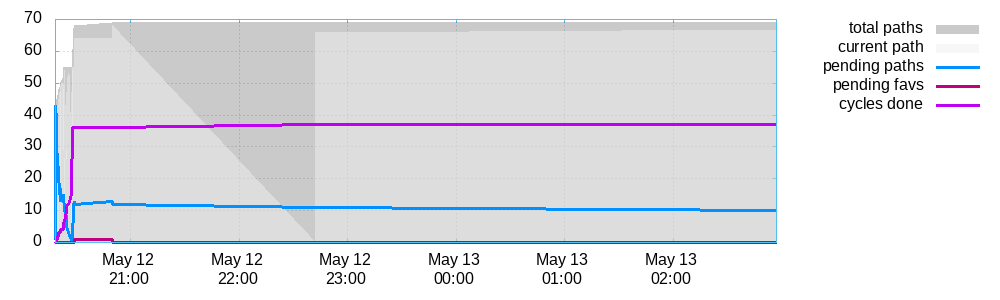 70
60
50
40
30
20
10
0
May 12
21:00
May 12
22:00
May 12
23:00
May 13
00:00
May 13
01:00
May 13
02:00
total paths
current path
pending paths
pending favs
cycles done